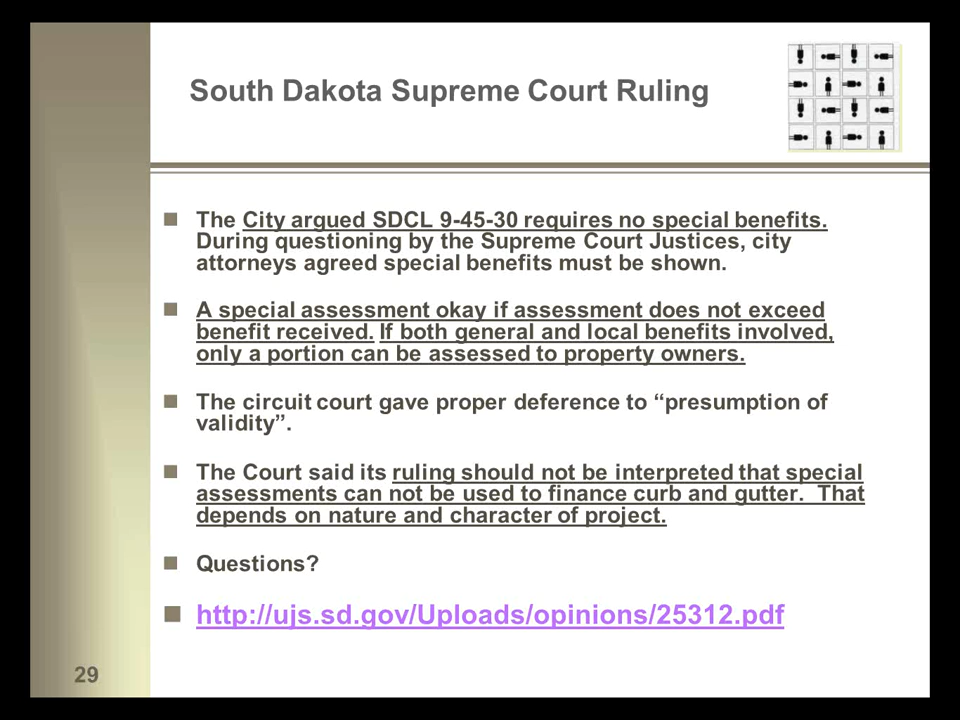 South Dakota Supreme Court Ruling
The City argued SDCL 9-45-30 requires no special benefits.
During questioning by the Supreme Court Justices, city
attorneys agreed special benefits must be shown.
A special assessment okay if assessment does not exceed
benefit received. If both general and local benefits involved,
only a portion can be assessed to property owners.
The circuit court gave proper deference to “presumption of
validity”.
The Court said its ruling should not be interpreted that special
assessments can not be used to finance curb and gutter. That
depends on nature and character of project.
Questions?
http://ujs.sd.gov/Uploads/opinions/25312.pdf
29